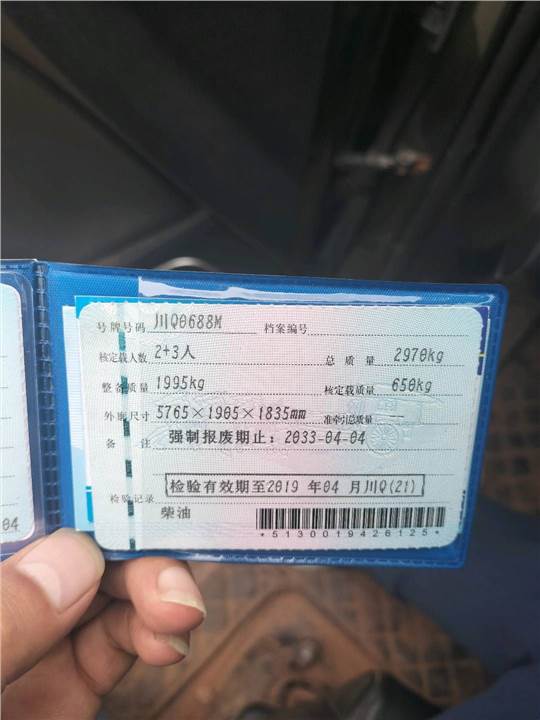 号牌号码 川Q0688M 档案编号
核定载人数 2+3人 总质量 2970kg
整备质量 1995kg 核定载质量 650kg
外廓尺寸 5765×1905×1835mm 准牵引总质量 —
备注 强制报废期止：2033-04-04
检验有效期至2019 年04 月川Q(21)
检验记录
柴油
*5130019426125*
04